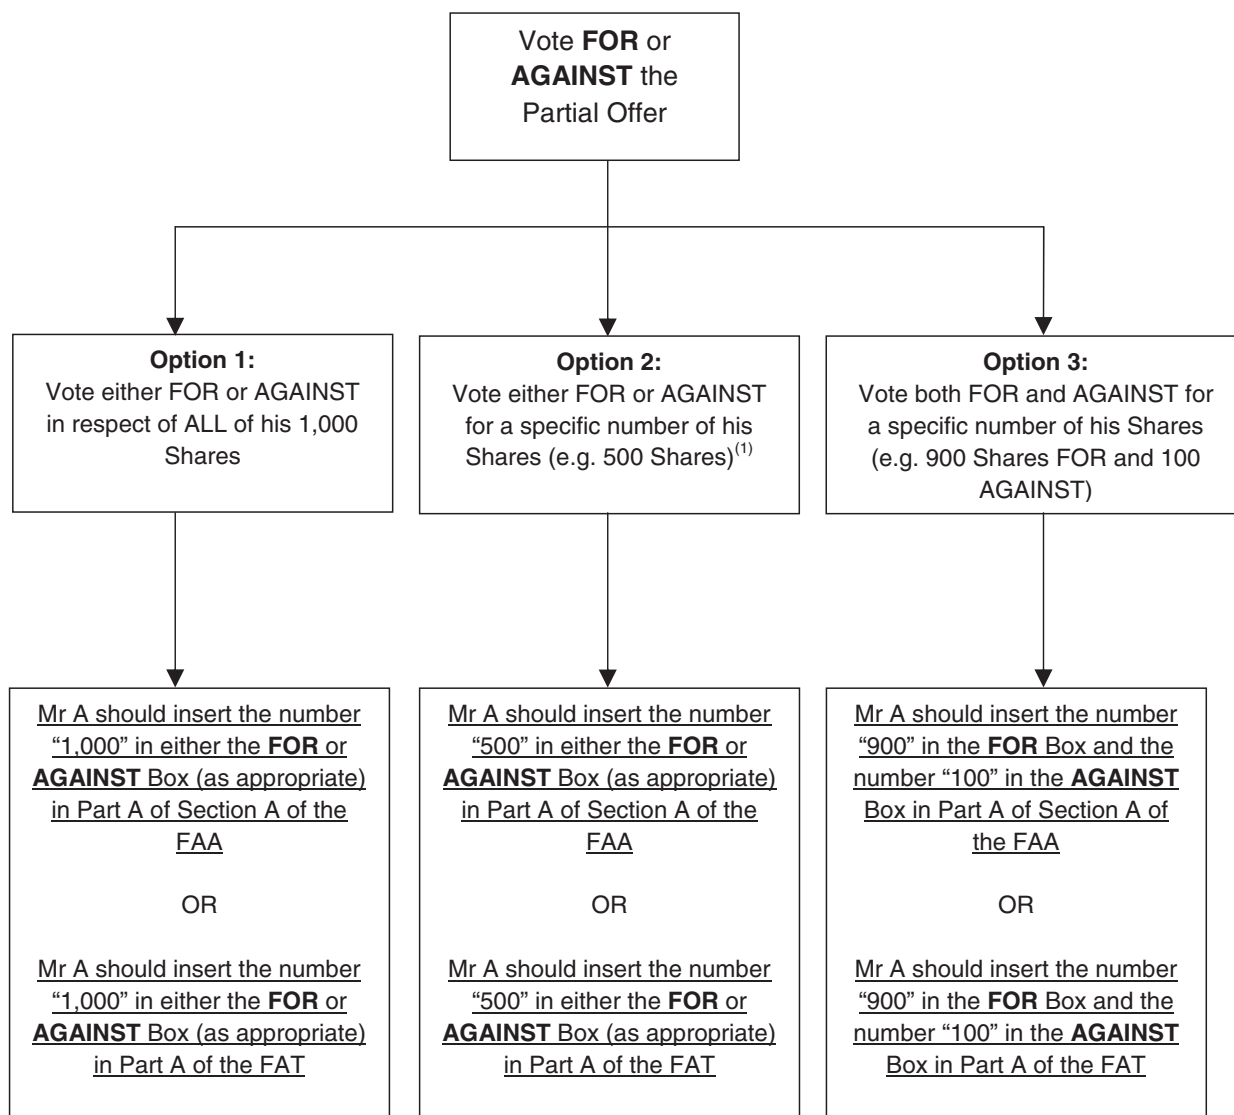 Vote FOR or
AGAINST the
Partial Offer
Option 1:
Vote either FOR or AGAINST
in respect of ALL of his 1,000
Shares
Option 2:
Vote either FOR or AGAINST
for a specific number of his
Shares (e.g. 500 Shares)(1)
Option 3:
Vote both FOR and AGAINST for
a specific number of his Shares
(e.g. 900 Shares FOR and 100
AGAINST)
Mr A should insert the number
“1,000” in either the FOR or
AGAINST Box (as appropriate)
in Part A of Section A of the
FAA
OR
Mr A should insert the number
“1,000” in either the FOR or
AGAINST Box (as appropriate)
in Part A of the FAT
Mr A should insert the number
“500” in either the FOR or
AGAINST Box (as appropriate)
in Part A of Section A of the
FAA
OR
Mr A should insert the number
“500” in either the FOR or
AGAINST Box (as appropriate)
in Part A of the FAT
Mr A should insert the number
“900” in the FOR Box and the
number “100” in the AGAINST
Box in Part A of Section A of
the FAA
OR
Mr A should insert the number
“900” in the FOR Box and the
number “100” in the AGAINST
Box in Part A of the FAT